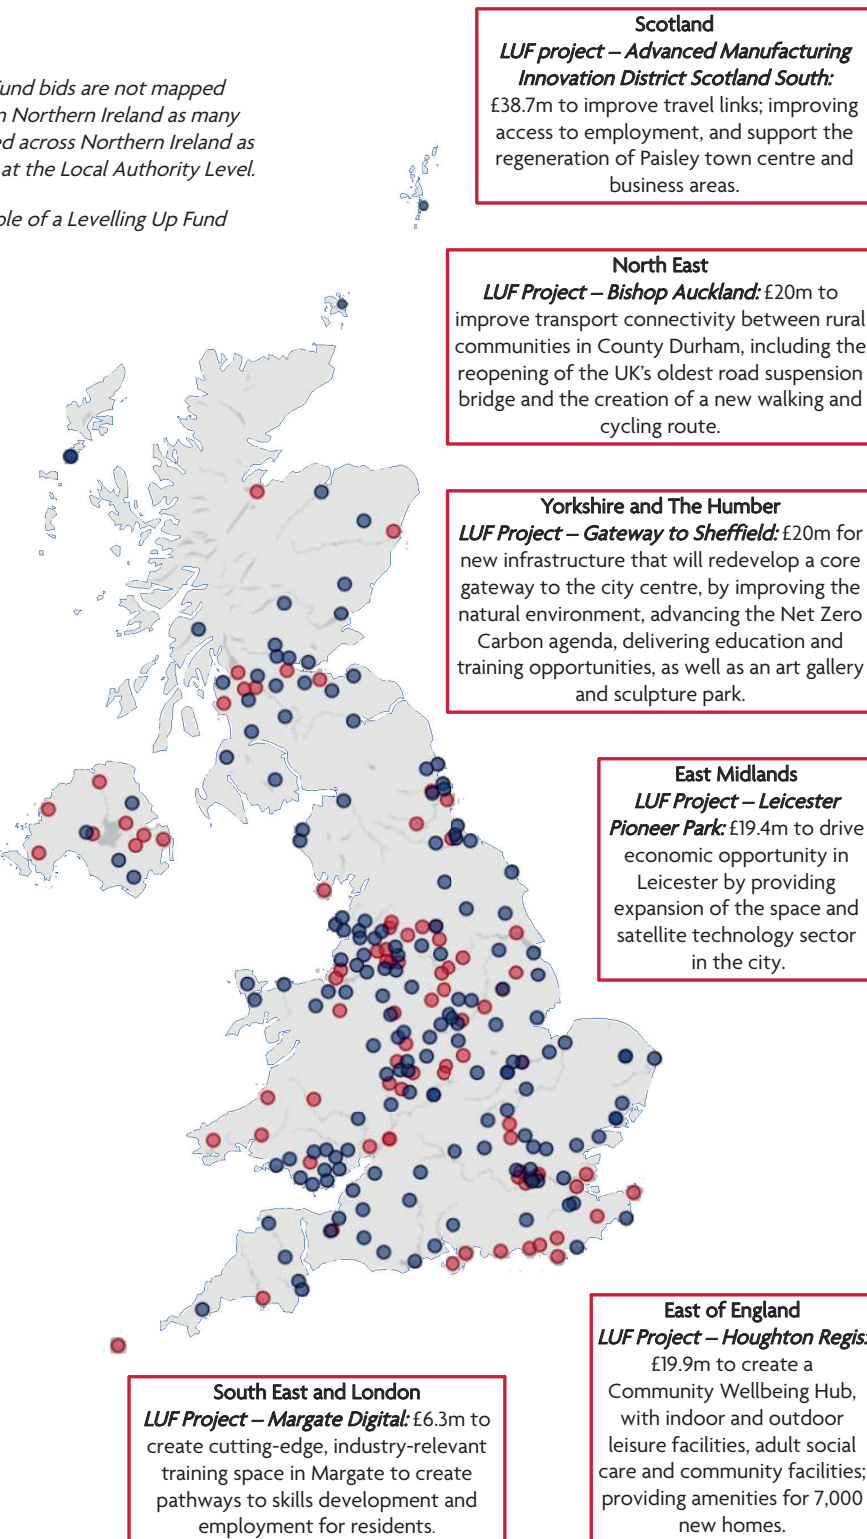 Fund bids are not mapped
n Northern Ireland as many
ed across Northern Ireland as
at the Local Authority Level.
ple of a Levelling Up Fund
Scotland
LUF project – Advanced Manufacturing
Innovation District Scotland South:
£38.7m to improve travel links; improving
access to employment, and support the
regeneration of Paisley town centre and
business areas.
North East
LUF Project – Bishop Auckland: £20m to
improve transport connectivity between rural
communities in County Durham, including the
reopening of the UK's oldest road suspension
bridge and the creation of a new walking and
cycling route.
Yorkshire and The Humber
LUF Project – Gateway to Sheffield: £20m for
new infrastructure that will redevelop a core
gateway to the city centre, by improving the
natural environment, advancing the Net Zero
Carbon agenda, delivering education and
training opportunities, as well as an art gallery
and sculpture park.
East Midlands
LUF Project – Leicester
Pioneer Park: £19.4m to drive
economic opportunity in
Leicester by providing
expansion of the space and
satellite technology sector
in the city.
East of England
LUF Project – Houghton Regis:
£19.9m to create a
Community Wellbeing Hub,
with indoor and outdoor
leisure facilities, adult social
care and community facilities;
providing amenities for 7,000
new homes.
South East and London
LUF Project – Margate Digital: £6.3m to
create cutting-edge, industry-relevant
training space in Margate to create
pathways to skills development and
employment for residents.